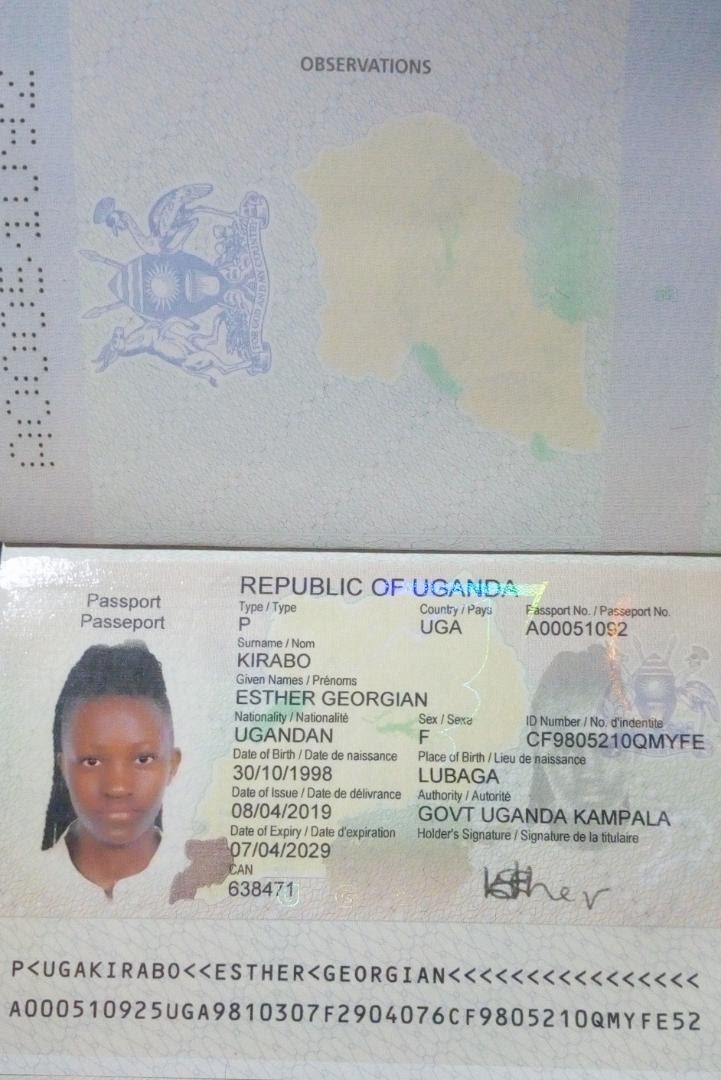 OBSERVATIONS
FOR GOD AND MY COUNTRY
Passport
Passeport
REPUBLIC OF UGANDA
Type / Type
Country / Pays
Passport No. / Passeport No.
P
UGA
A00051092
Surname / Nom
KIRABO
Given Names / Prénoms
ESTHER GEORGIAN
Nationality / Nationalité
Sex / Sexe
ID Number / No. d'indentite
UGANDAN
F
CF9805210QMYFE
Date of Birth / Date de naissance
Place of Birth / Lieu de naissance
30/10/1998
LUBAGA
Date of Issue / Date de délivrance
Authority / Autorité
08/04/2019
GOVT UGANDA KAMPALA
Date of Expiry / Date d'expiration
Holder's Signature / Signature de la titulaire
07/04/2029
CAN
638471
Esther
P<UGAKIRABO<<ESTHER<GEORGIAN<<<<<<<<<<<<<<<<
A000510925UGA9810307F2904076CF9805210QMYFE52